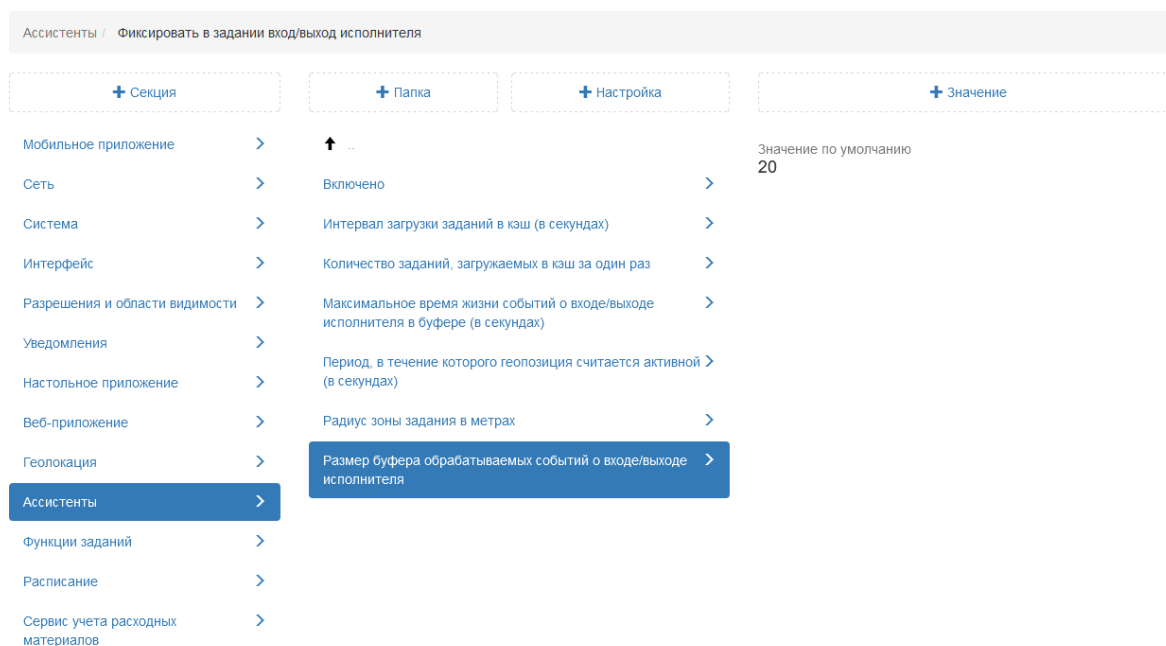 Ассистенты / Фиксировать в задании вход/выход исполнителя
Секция
Папка
Настройка
Значение
Мобильное приложение
Сеть
Система
Интерфейс
Разрешения и области видимости
Уведомления
Настольное приложение
Веб-приложение
Геолокация
Ассистенты
Функции заданий
Расписание
Сервис учета расходных
материалов
..
Включено
Интервал загрузки заданий в кэш (в секундах)
Количество заданий, загружаемых в кэш за один раз
Максимальное время жизни событий о входе/выходе
исполнителя в буфере (в секундах)
Период, в течение которого геопозиция считается активной
(в секундах)
Радиус зоны задания в метрах
Размер буфера обрабатываемых событий о входе/выходе
исполнителя
Значение по умолчанию
20